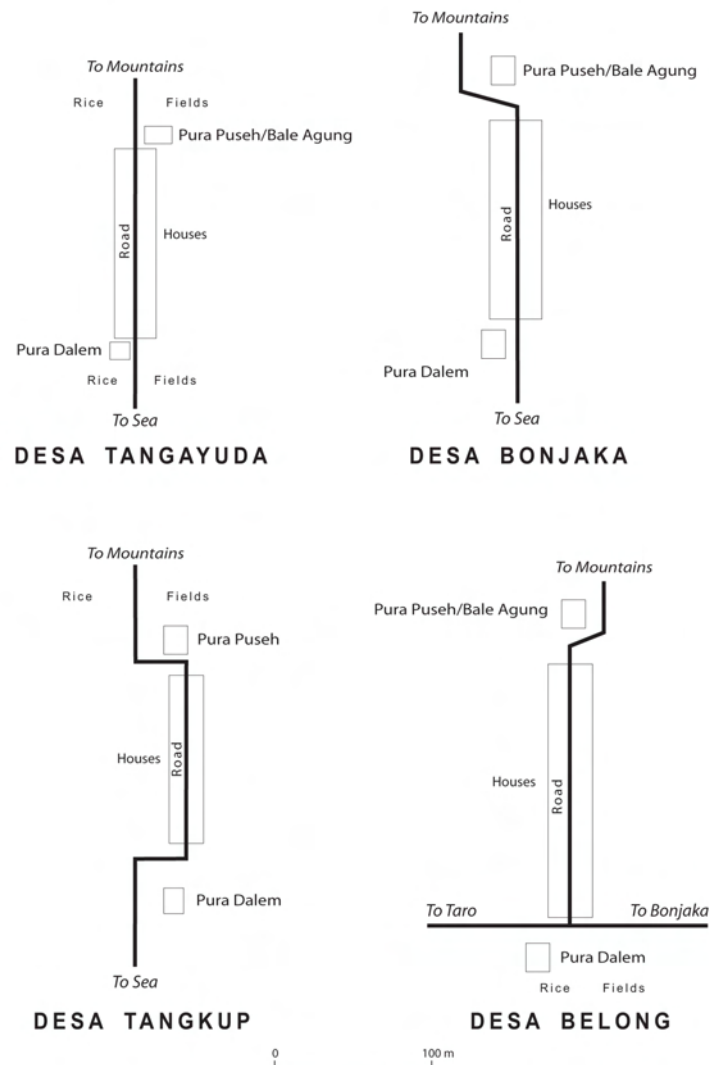 To Mountains
Rice Fields
Pura Puseh/Bale Agung
Road
Houses
Pura Dalem
Rice Fields
To Sea
DESA TANGAYUDA
To Mountains
Pura Puseh/Bale Agung
Road
Houses
Pura Dalem
To Sea
DESA BONJAKA
To Mountains
Rice Fields
Pura Puseh
Houses
Road
Pura Dalem
To Sea
DESA TANGKUP
To Mountains
Pura Puseh/Bale Agung
Houses
Road
To Taro
To Bonjaka
Pura Dalem
Rice Fields
DESA BELONG
0 100 m